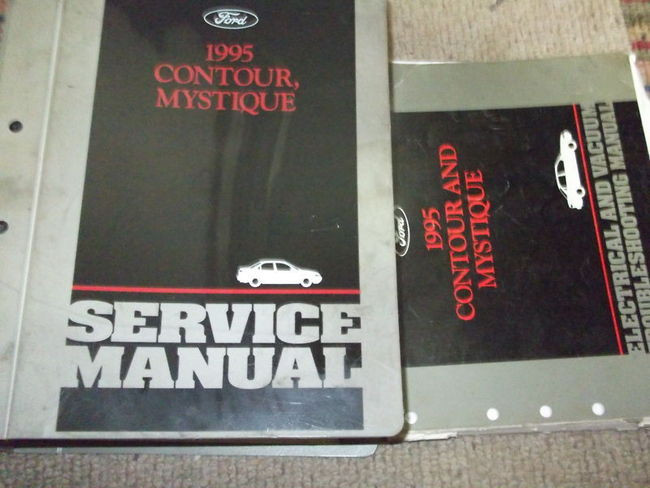 Ford
1995
CONTOUR,
MYSTIQUE
SERVICE
MANUAL
Ford
1995
CONTOUR AND
MYSTIQUE
ELECTRICAL AND VACUUM
TROUBLESHOOTING MANUAL